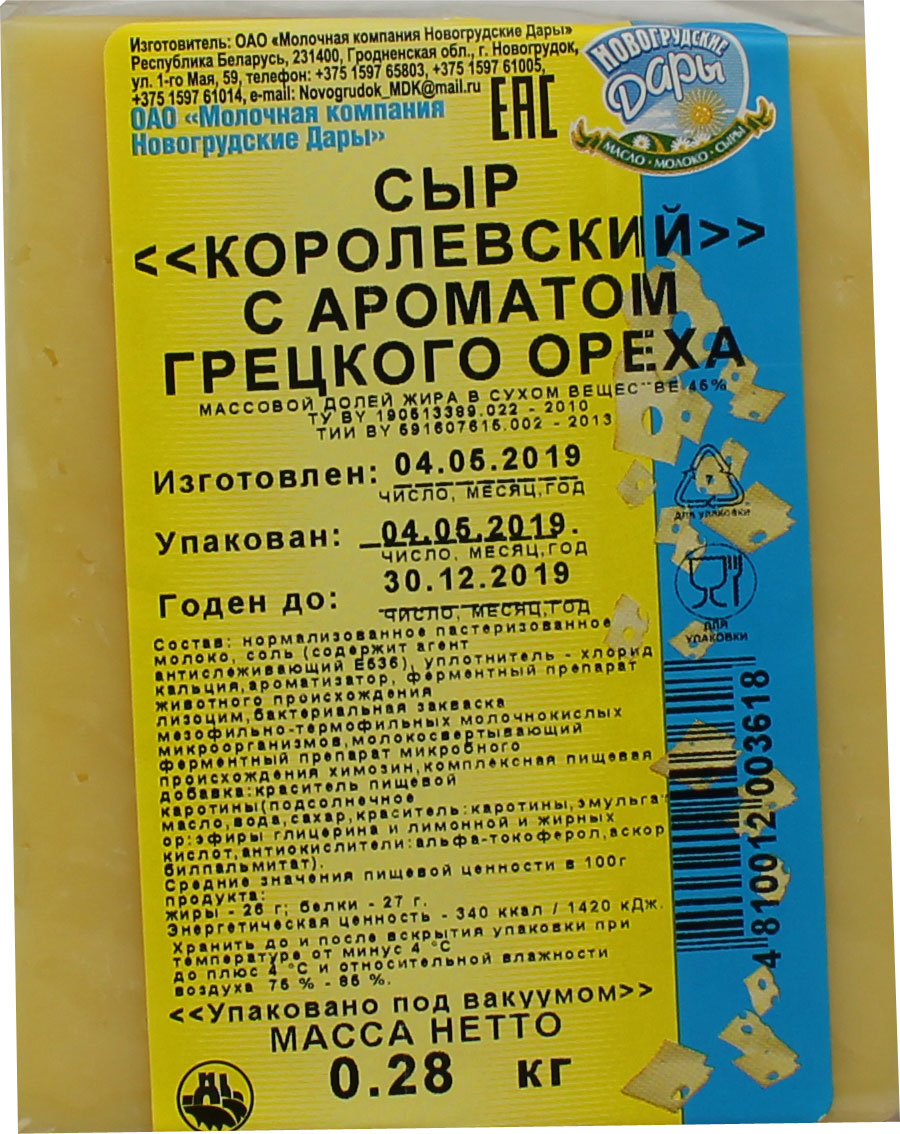 Изготовитель: ОАО «Молочная компания Новогрудские Дары»
Республика Беларусь, 231400, Гродненская обл., г. Новогрудок,
ул. 1-го Мая, 59, телефон: +375 1597 65803, +375 1597 61005,
+375 1597 61014, e-mail: Novogrudok_MDK@mail.ru
ОАО «Молочная компания
Новогрудские Дары»
ЕАС
НОВОГРУДСКИЕ
Дары
МАСЛО · МОЛОКО · СЫРЫ
СЫР
<<КОРОЛЕВСКИЙ>>
С АРОМАТОМ
ГРЕЦКОГО ОРЕХА
МАССОВОЙ ДОЛЕЙ ЖИРА В СУХОМ ВЕЩЕСТВЕ 45%
ТУ BY 190513389.022 - 2010
ТИИ BY 591607615.002 - 2013
Изготовлен: 04.05.2019
ЧИСЛО, МЕСЯЦ,ГОД
Упакован: 04.05.2019.
ЧИСЛО, МЕСЯЦ,ГОД
Годен до: 30.12.2019
ЧИСЛО, МЕСЯЦ,ГОД
7
ДЛЯ УПАКОВКИ
ДЛЯ
УПАКОВКИ
Состав: нормализованное пастеризованное
молоко, соль (содержит агент
антислеживающий Е536), уплотнитель - хлорид
кальция,ароматизатор, ферментный препарат
животного происхождения
лизоцим,бактериальная закваска
мезофильно-термофильных молочнокислых
микроорганизмов,молокосвертывающий
ферментный препарат микробного
происхождения химозин,комплексная пищевая
добавка:краситель пищевой
каротины(подсолнечное
масло,вода,сахар,краситель:каротины,эмульга
ор:эфиры глицерина и лимонной и жирных
кислот,антиокислители:альфа-токоферол,аскор
билпальмитат).
Средние значения пищевой ценности в 100г
продукта:
жиры - 26 г; белки - 27 г.
Энергетическая ценность - 340 ккал / 1420 кДж.
Хранить до и после вскрытия упаковки при
температуре от минус 4 °С
до плюс 4 °С и относительной влажности
воздуха 75 % - 85 %.
<<Упаковано под вакуумом>>
МАССА НЕТТО
0.28 кг
4 810012 003618